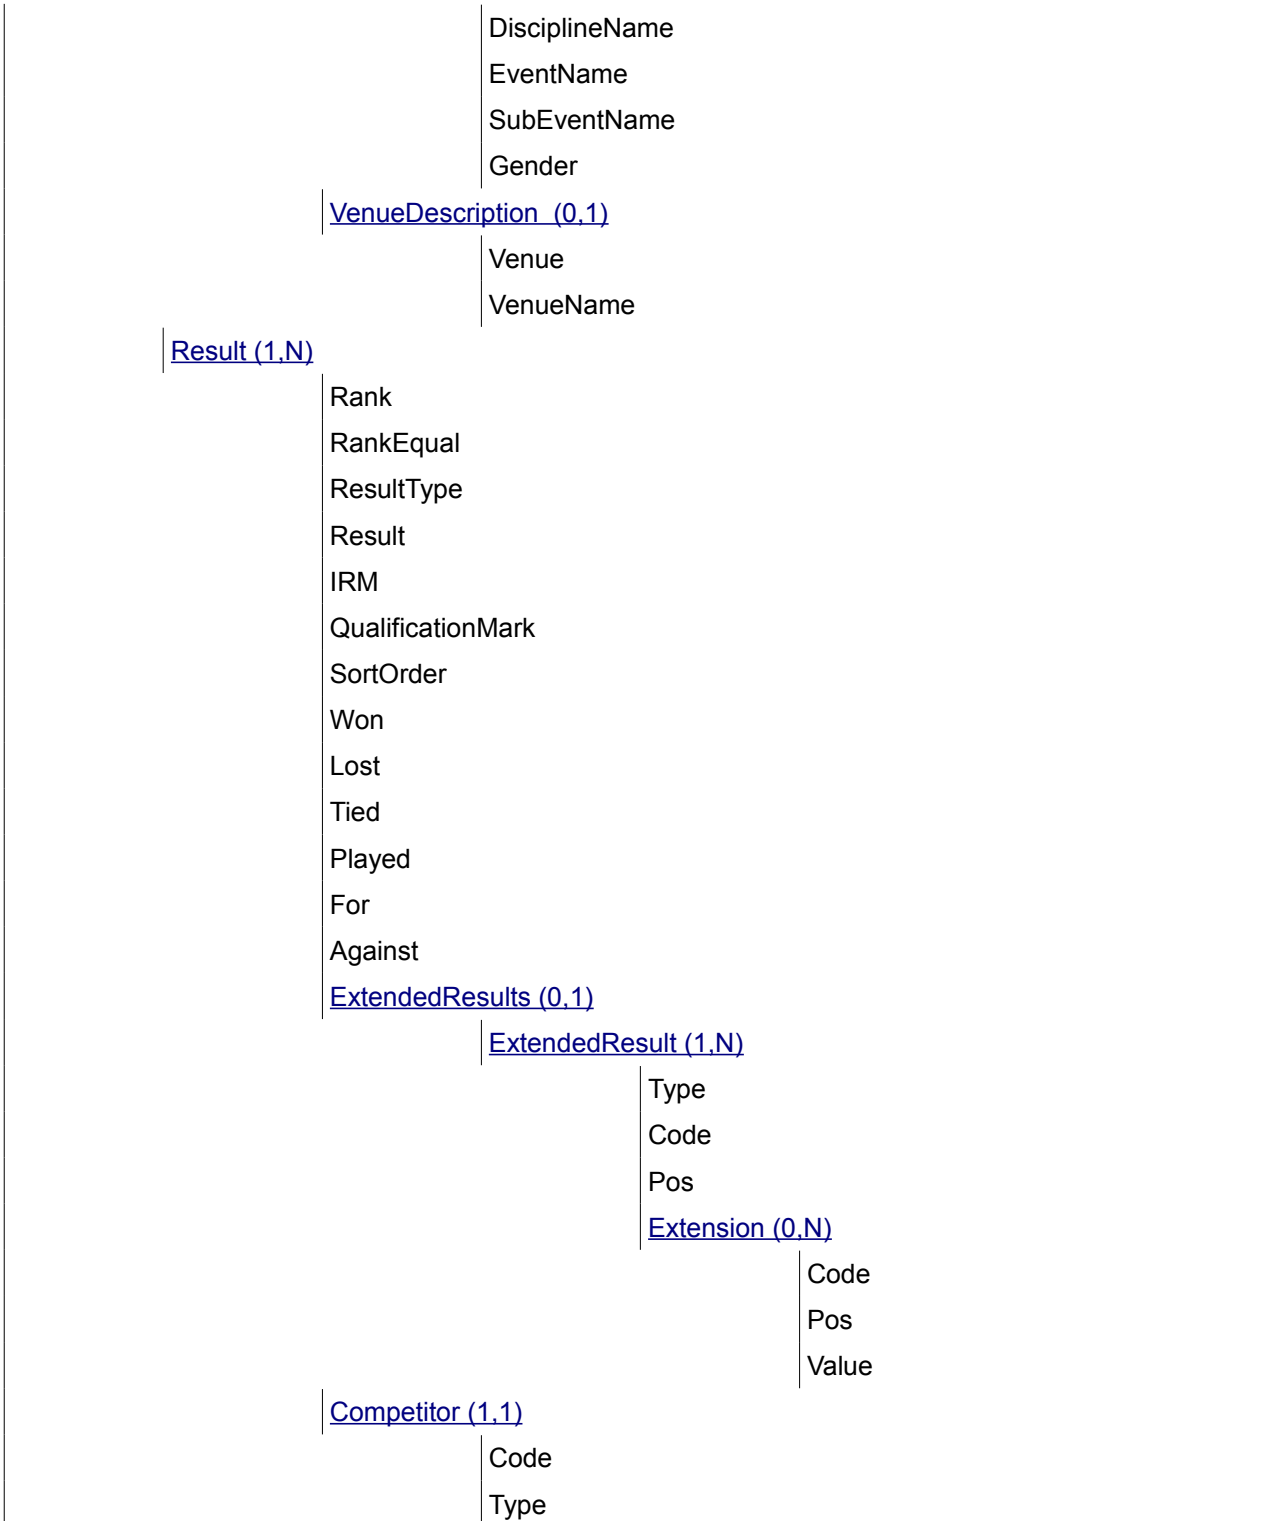 DisciplineName
EventName
SubEventName
Gender
VenueDescription  (0,1)
Venue
VenueName
Result (1,N)
Rank
RankEqual
ResultType
Result
IRM
QualificationMark
SortOrder
Won
Lost
Tied
Played
For
Against
ExtendedResults (0,1)
ExtendedResult (1,N)
Type
Code
Pos
Extension (0,N)
Code
Pos
Value
Competitor (1,1)
Code
Type